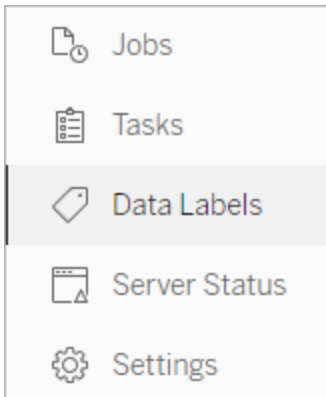 Jobs
Tasks
Data Labels
Server Status
Settings